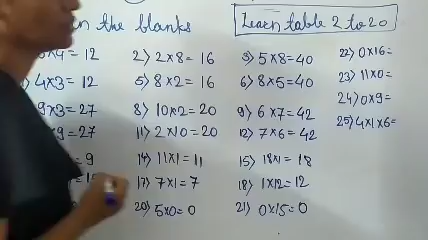 n the blanks
Learn table 2 to 20
×4= 12
2) 2×8= 16
3) 5×8=40
22) 0×16=
4×3= 12
5) 8×2= 16
6) 8×5=40
23) 11×0=
9×3=27
8) 10×2=20
9) 6×7=42
24) 0×9=
×9=27
11) 2×10=20
12) 7×6=42
25) 4×1×6=
=9
14) 11×1= 11
15) 18×1= 18
17) 7×1= 7
18) 1×12=12
20) 5×0= 0
21) 0×15=0